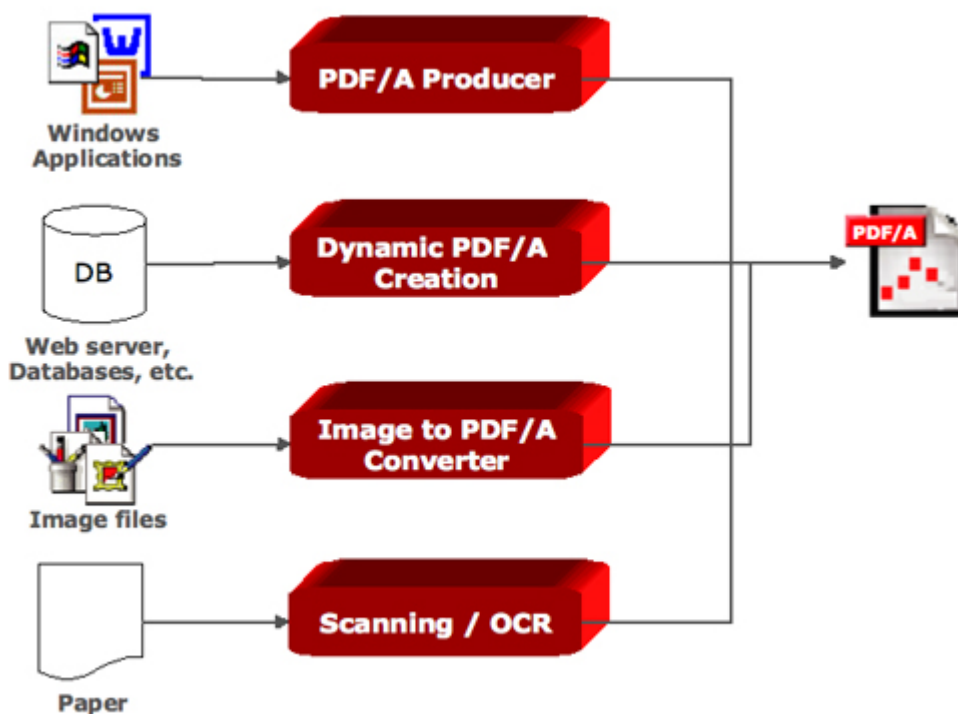 W
PDF/A Producer
Windows
Applications
DB
Dynamic PDF/A
Creation
PDF/A
Web server,
Databases, etc.
Image to PDF/A
Converter
Image files
Scanning / OCR
Paper